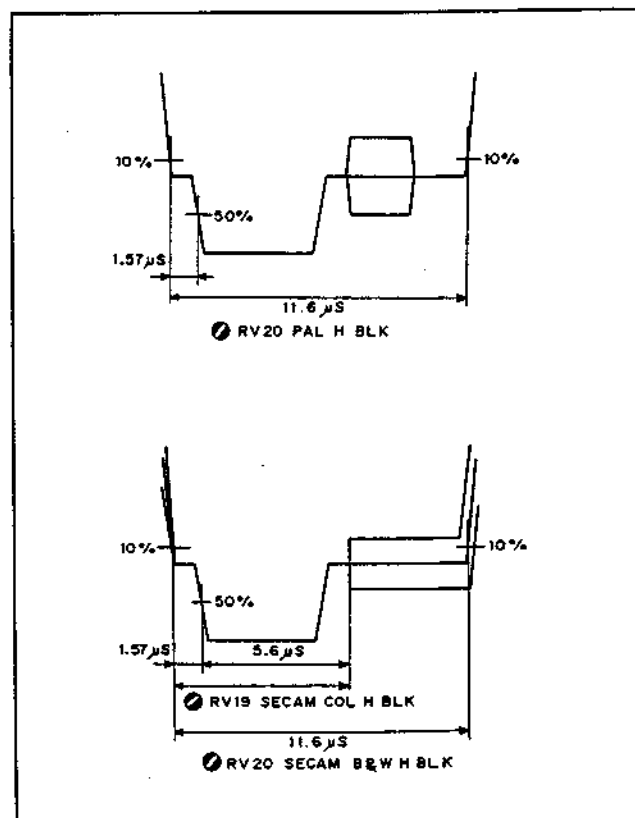 10%
10%
50%
1.57µS
11.6µS
RV20 PAL H BLK
10%
10%
50%
1.57µS
5.6µS
RV19 SECAM COL H BLK
11.6µS
RV20 SECAM B&W H BLK